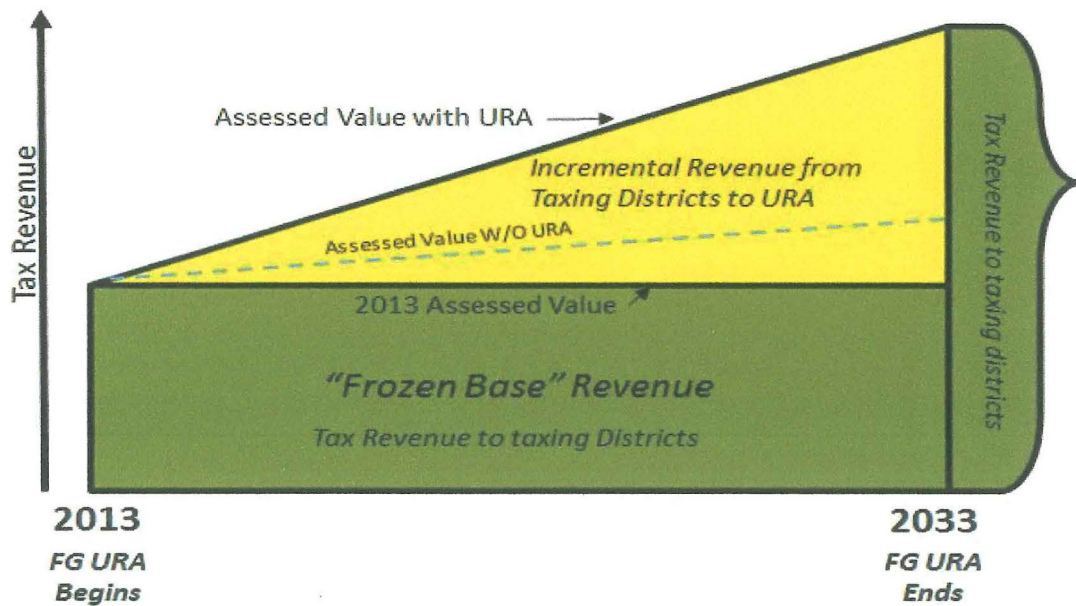 Tax Revenue
Assessed Value with URA
Incremental Revenue from
Taxing Districts to URA
Assessed Value W/O URA
2013 Assessed Value
"Frozen Base" Revenue
Tax Revenue to taxing Districts
Tax Revenue to taxing districts
2013
FG URA
Begins
2033
FG URA
Ends